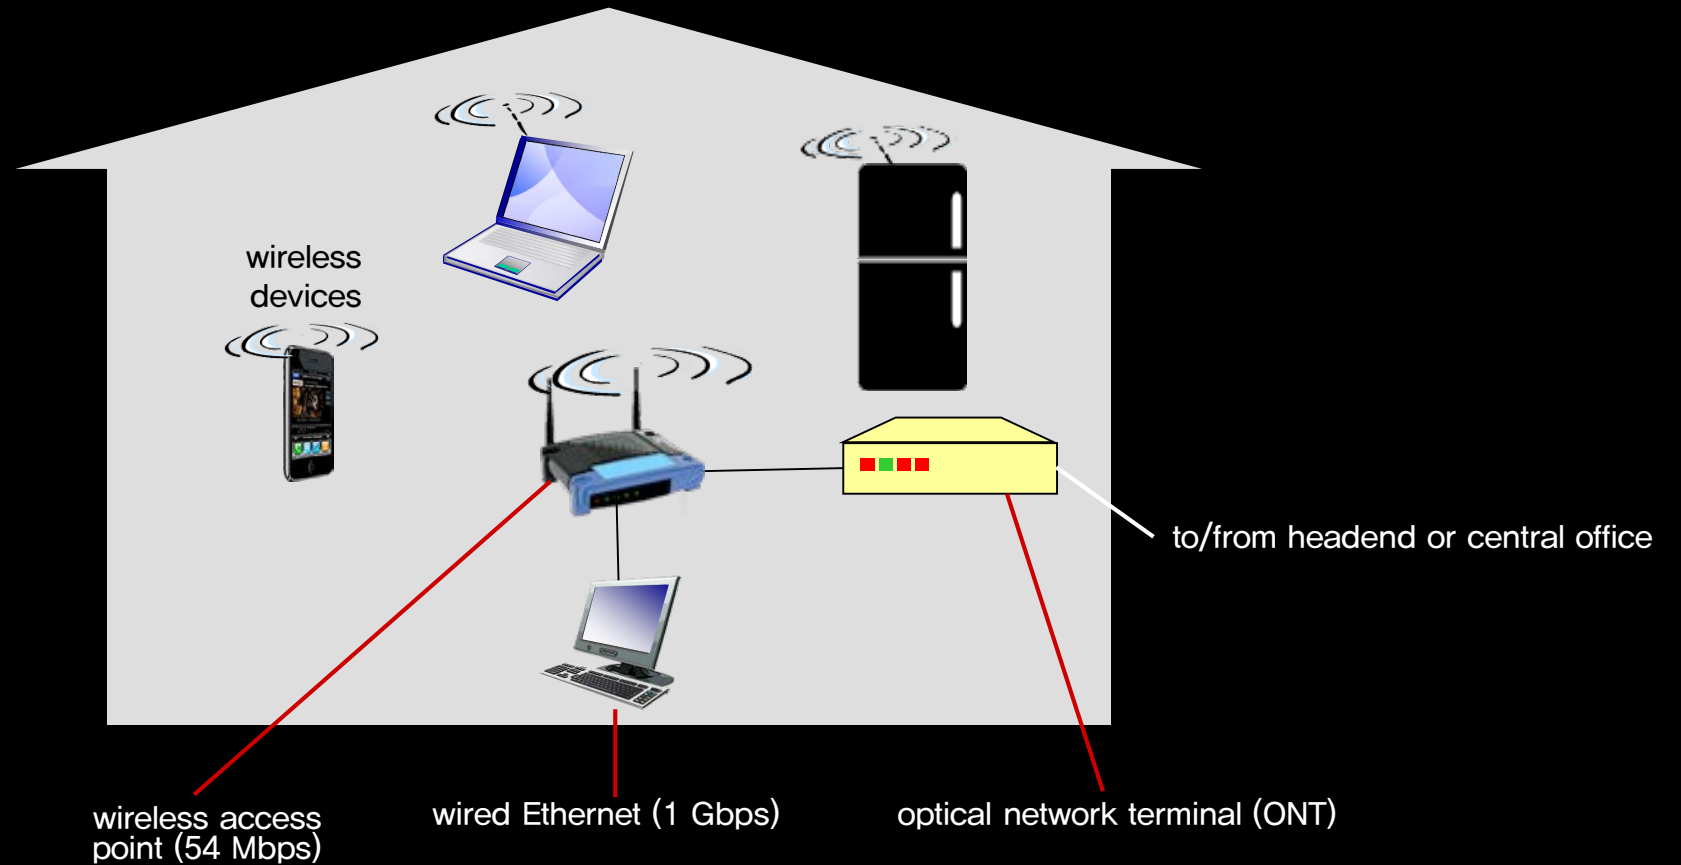 wireless
devices
to/from headend or central office
wireless access
point (54 Mbps)
wired Ethernet (1 Gbps)
optical network terminal (ONT)